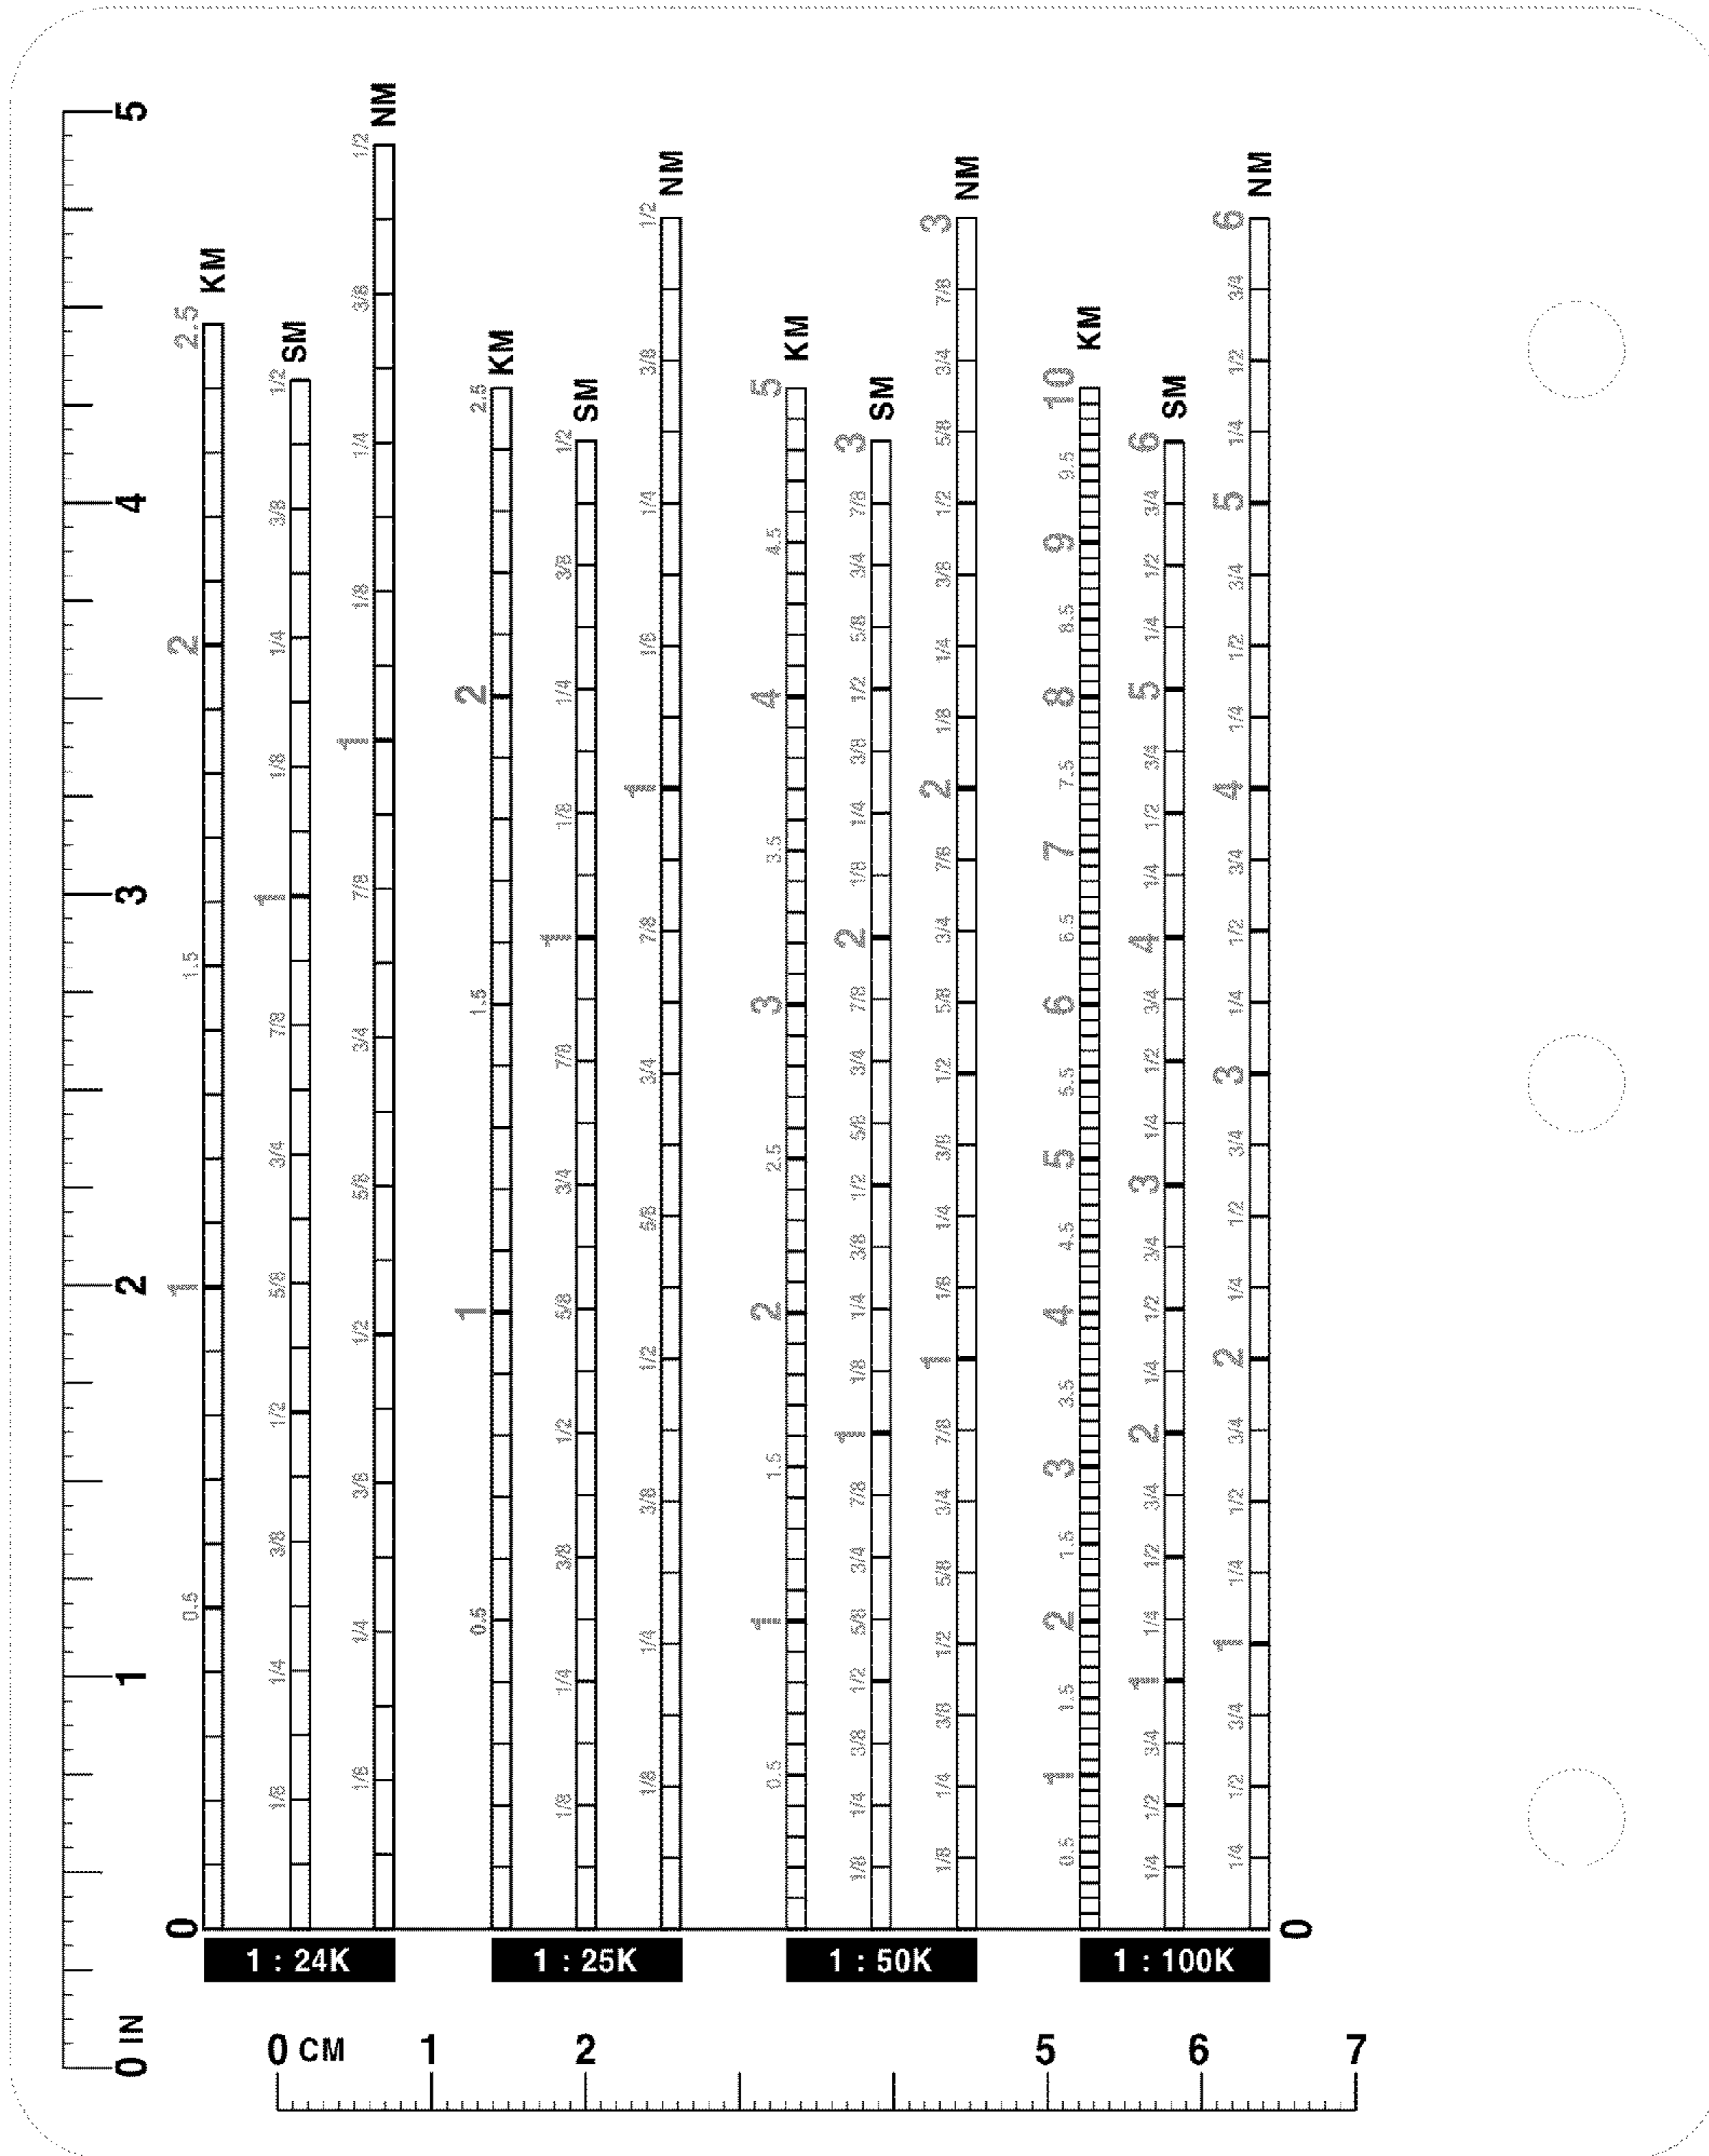 0 IN 1 2 3 4 5
0
0.5 1 1.5 2 2.5 KM
1/8 1/4 3/8 1/2 5/8 3/4 7/8 1 1/8 1/4 3/8 1/2 SM
1/8 1/4 3/8 1/2 5/8 3/4 7/8 1 1/8 1/4 3/8 1/2 NM
1 : 24K
0.5 1 1.5 2 2.5 KM
1/8 1/4 3/8 1/2 5/8 3/4 7/8 1 1/8 1/4 3/8 1/2 SM
1/8 1/4 3/8 1/2 5/8 3/4 7/8 1 1/8 1/4 3/8 1/2 NM
1 : 25K
0.5 1 1.5 2 2.5 3 3.5 4 4.5 5 KM
1/8 1/4 3/8 1/2 5/8 3/4 7/8 1 1/8 1/4 3/8 1/2 5/8 3/4 7/8 2 1/8 1/4 3/8 1/2 5/8 3/4 7/8 3 SM
1/8 1/4 3/8 1/2 5/8 3/4 7/8 1 1/8 1/4 3/8 1/2 5/8 3/4 7/8 2 1/8 1/4 3/8 1/2 5/8 3/4 7/8 3 NM
1 : 50K
0.5 1 1.5 2 1.5 3 3.5 4 4.5 5 5.5 6 6.5 7 7.5 8 8.5 9 9.5 10 KM
1/4 1/2 3/4 1 1/4 1/2 3/4 2 1/4 1/2 3/4 3 1/4 1/2 3/4 4 1/4 1/2 3/4 5 1/4 1/2 3/4 6 SM
1/4 1/2 3/4 1 1/4 1/2 3/4 2 1/4 1/2 3/4 3 1/4 1/2 3/4 4 1/4 1/2 3/4 5 1/4 1/2 3/4 6 NM
1 : 100K
0
0 CM 1 2 5 6 7